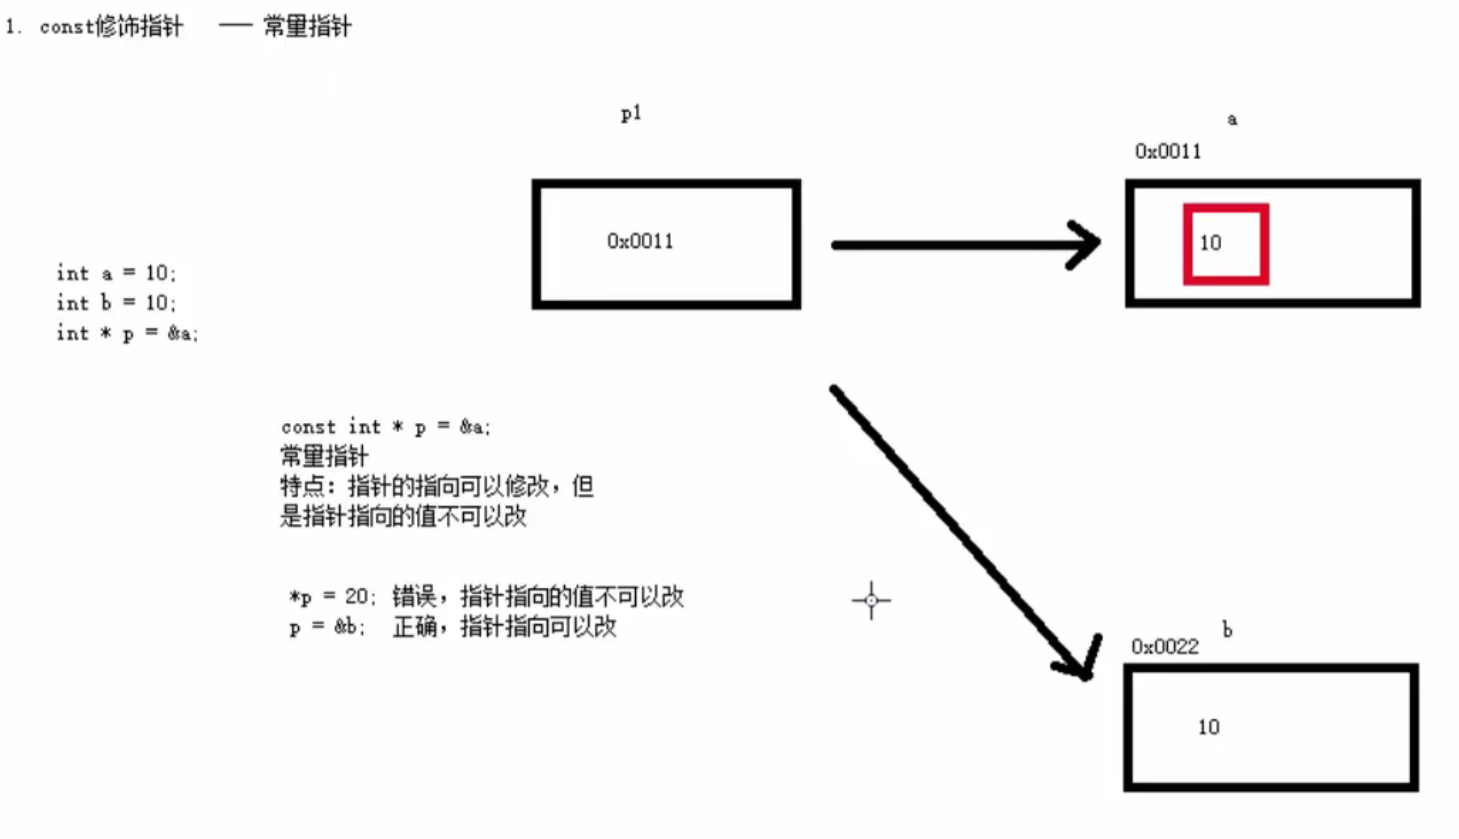 1. const修饰指针 —— 常量指针
p1
a
0x0011
0x0011
10
int a = 10;
int b = 10;
int * p = &a;
const int * p = &a;
常量指针
特点：指针的指向可以修改，但
是指针指向的值不可以改
*p = 20; 错误，指针指向的值不可以改
p = &b; 正确，指针指向可以改
b
0x0022
10